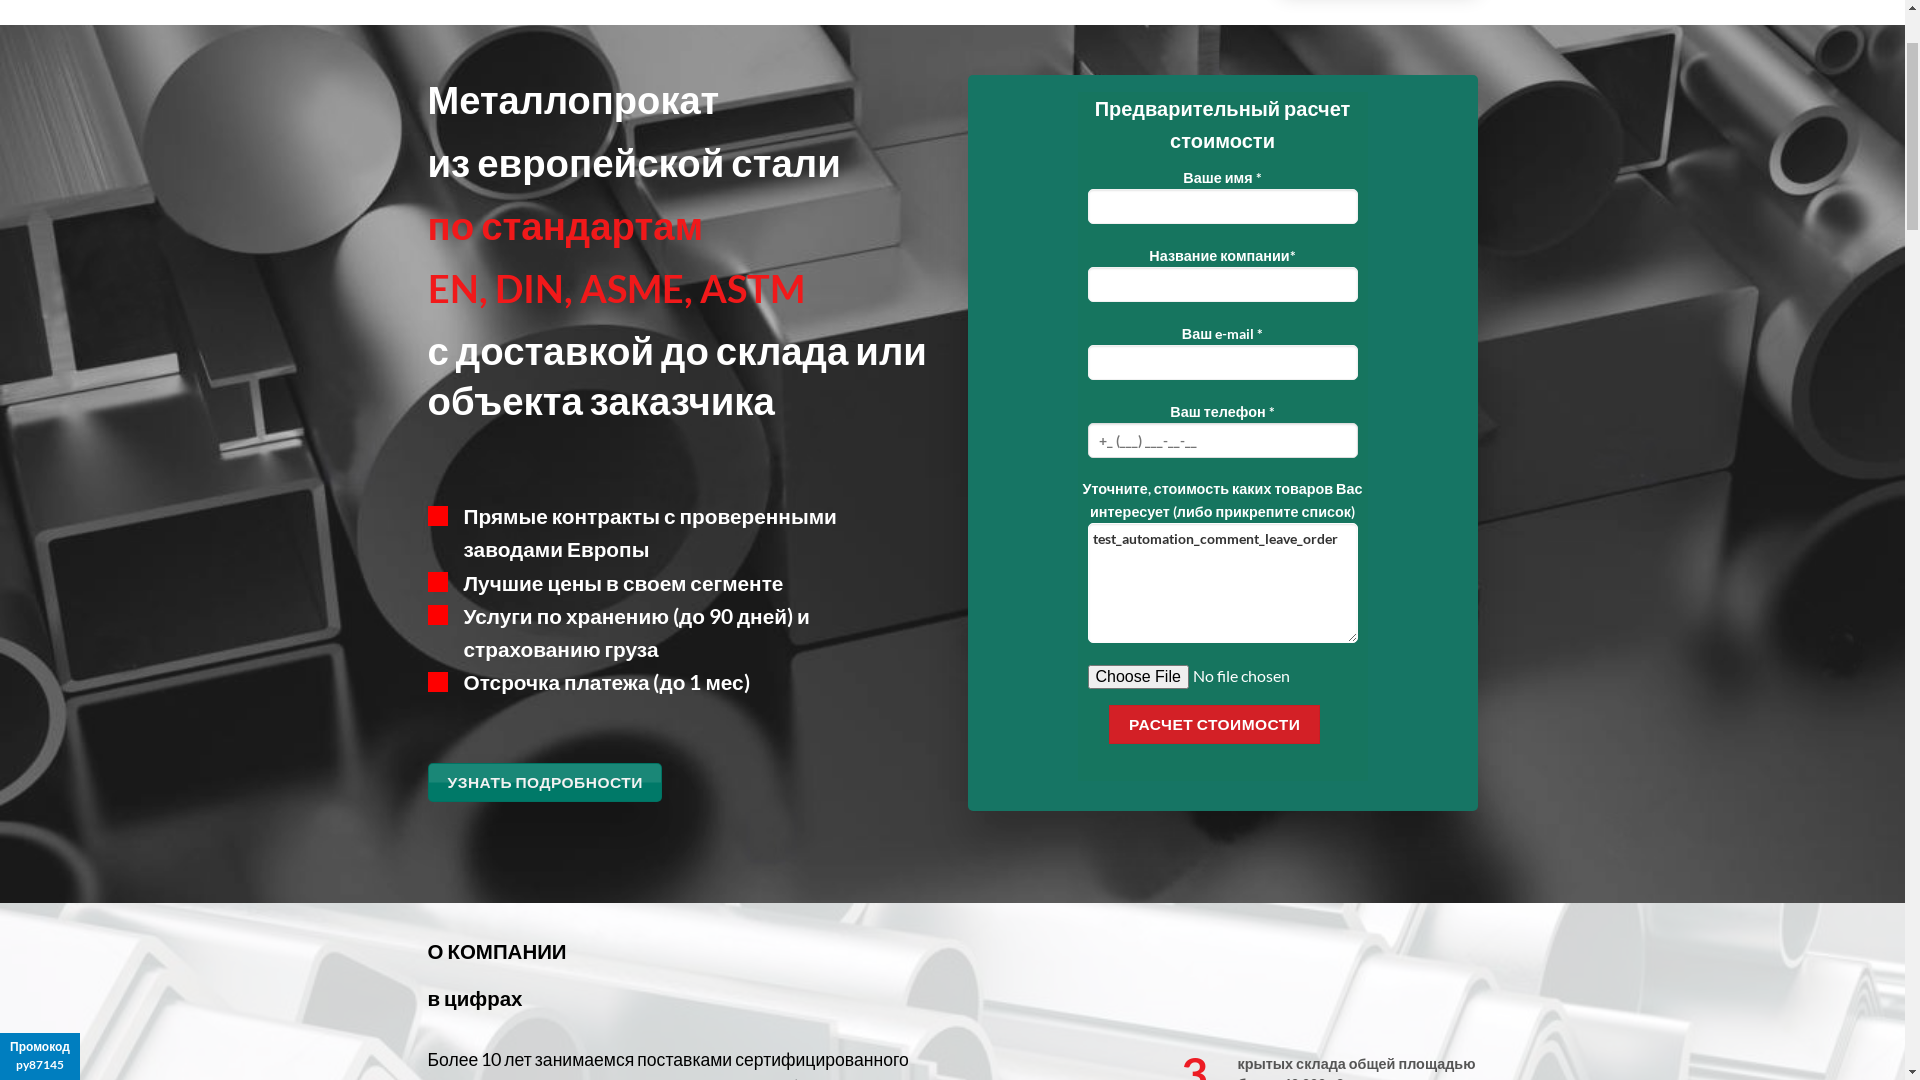 Металлопрокат
из европейской стали
по стандартам
EN, DIN, ASME, ASTM
с доставкой до склада или
объекта заказчика
Прямые контракты с проверенными
заводами Европы
Лучшие цены в своем сегменте
Услуги по хранению (до 90 дней) и
страхованию груза
Отсрочка платежа (до 1 мес)
УЗНАТЬ ПОДРОБНОСТИ
Предварительный расчет
стоимости
Ваше имя *
Название компании*
Ваш e-mail *
Ваш телефон *
+_ (___) ___-__-__
Уточните, стоимость каких товаров Вас
интересует (либо прикрепите список)
test_automation_comment_leave_order
Choose File No file chosen
РАСЧЕТ СТОИМОСТИ
О КОМПАНИИ
в цифрах
Более 10 лет занимаемся поставками сертифицированного
3
крытых склада общей площадью
Промокод
py87145